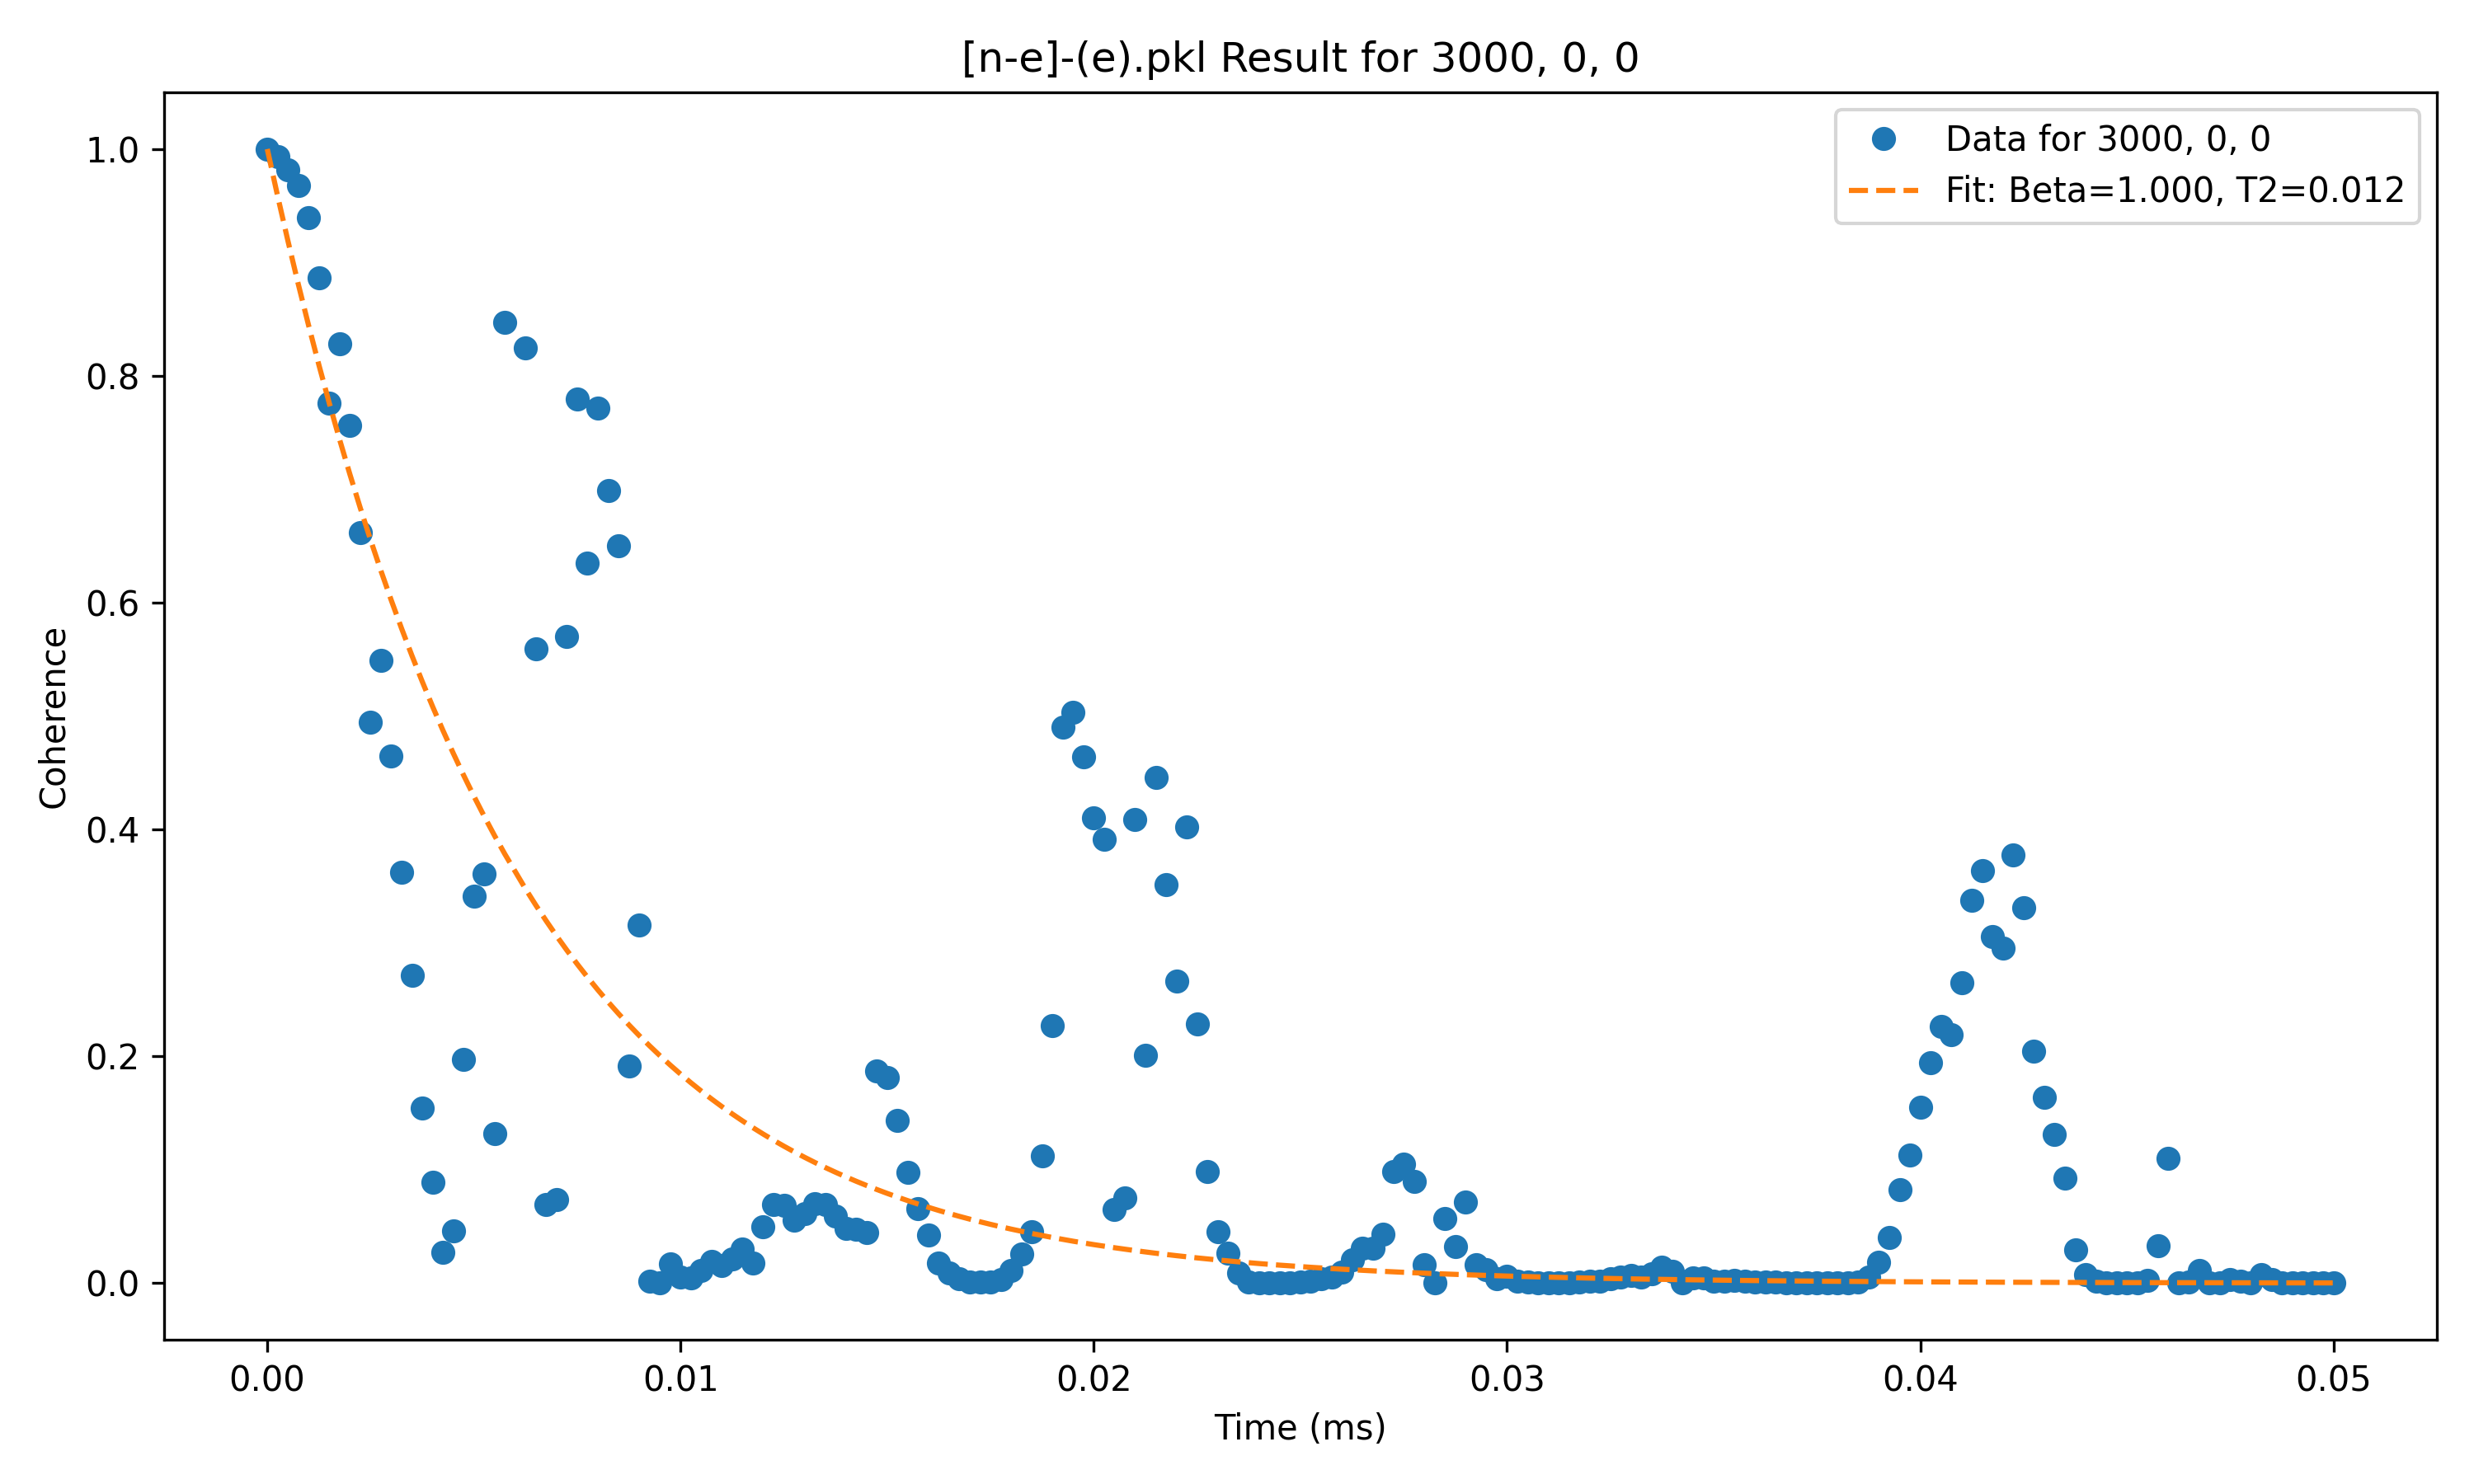 [n-e]-(e).pkl Result for 3000, 0, 0
Data for 3000, 0, 0
Fit: Beta=1.000, T2=0.012
1.0
0.8
0.6
0.4
0.2
0.0
Coherence
0.00 0.01 0.02 0.03 0.04 0.05
Time (ms)